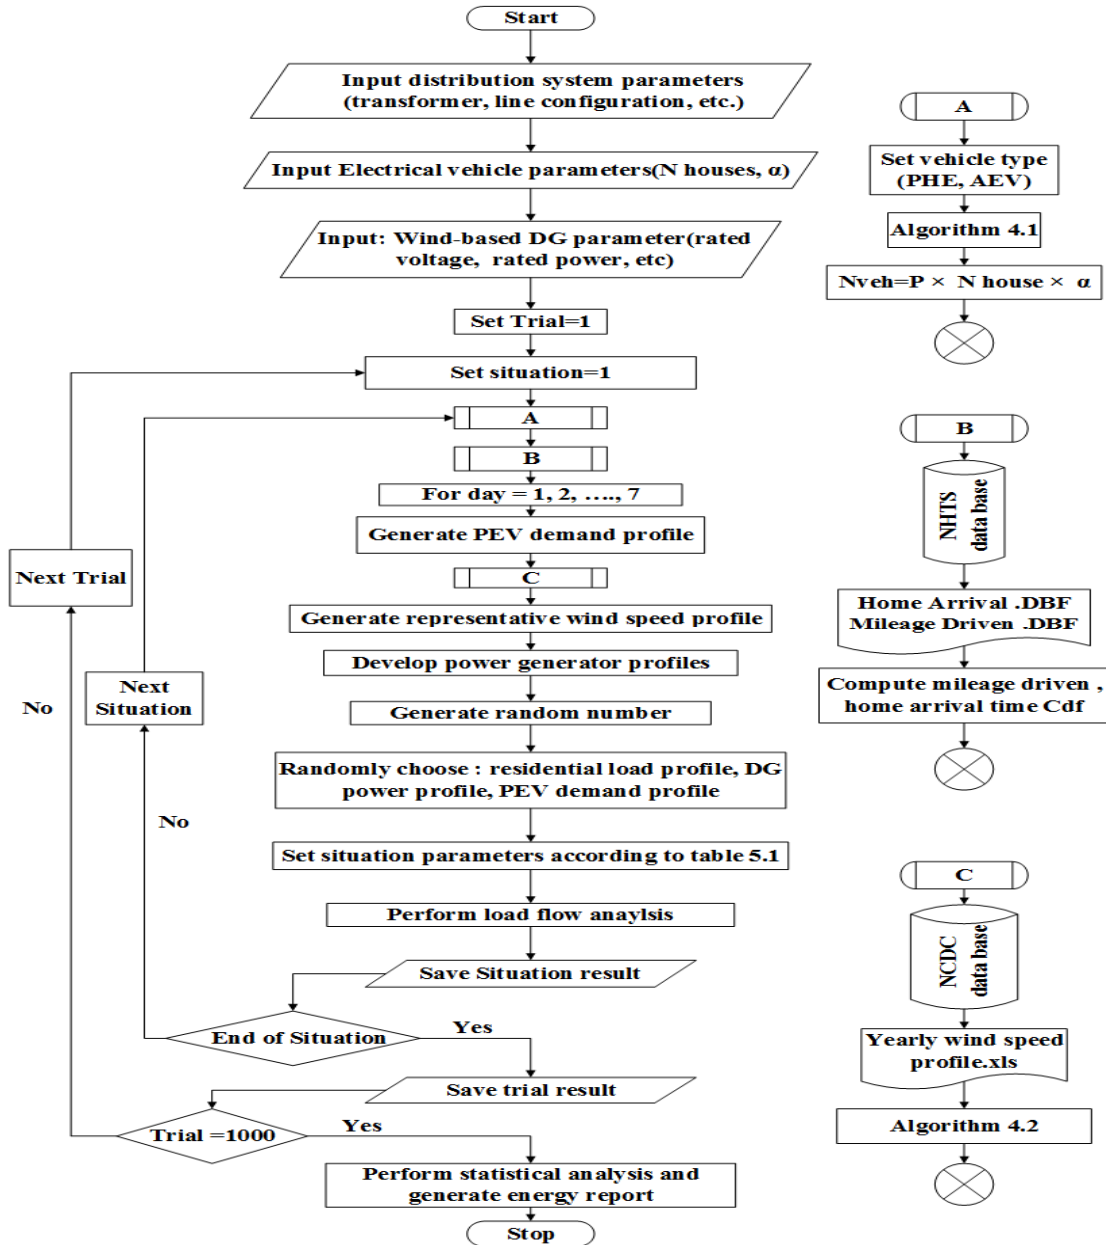 Start
Input distribution system parameters
(transformer, line configuration, etc.)
Input Electrical vehicle parameters(N houses, α)
Input: Wind-based DG parameter(rated
voltage, rated power, etc)
Set Trial=1
Set situation=1
A
B
For day = 1, 2, …., 7
Generate PEV demand profile
C
Generate representative wind speed profile
Develop power generator profiles
Generate random number
Randomly choose : residential load profile, DG
power profile, PEV demand profile
Set situation parameters according to table 5.1
Perform load flow anaylsis
Save Situation result
End of Situation
Yes
No
Next
Situation
Save trial result
Trial =1000
Yes
No
Next Trial
Perform statistical analysis and
generate energy report
Stop
A
Set vehicle type
(PHE, AEV)
Algorithm 4.1
Nveh=P × N house × α
B
NHTS
data base
Home Arrival .DBF
Mileage Driven .DBF
Compute mileage driven ,
home arrival time Cdf
C
NCDC
data base
Yearly wind speed
profile.xls
Algorithm 4.2